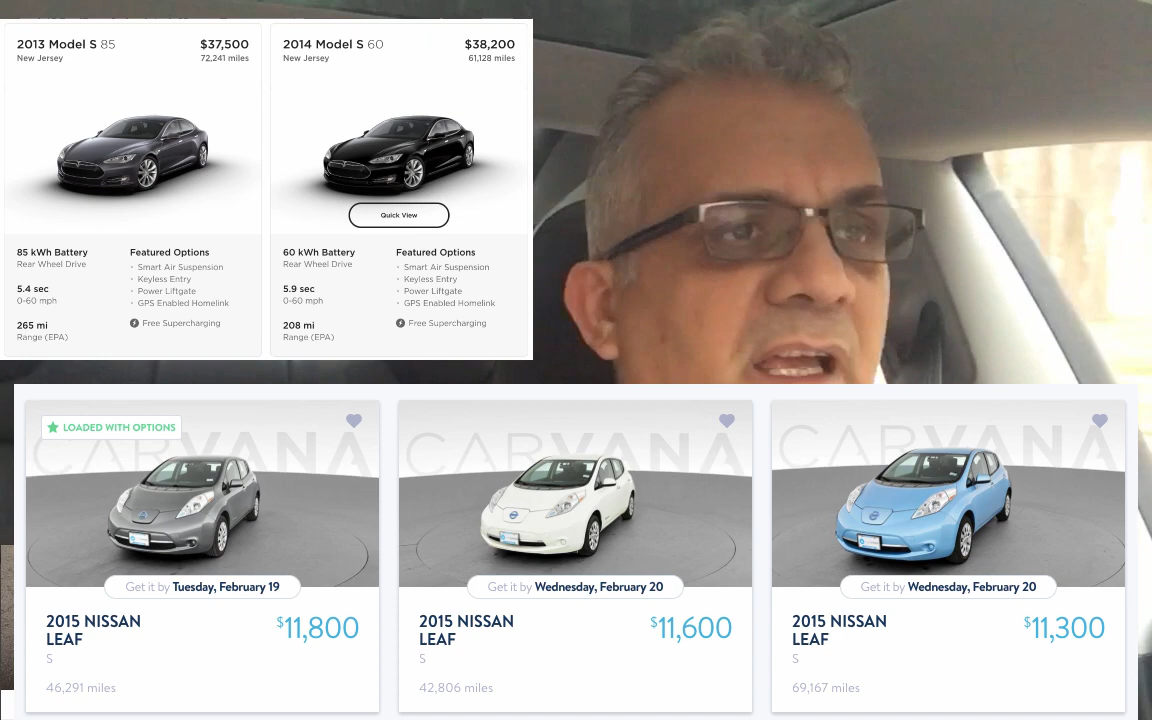 2013 Model S 85
$37,500
New Jersey
72,241 miles
85 kWh Battery
Rear Wheel Drive
5.4 sec
0-60 mph
265 mi
Range (EPA)
Featured Options
Smart Air Suspension
Keyless Entry
Power Liftgate
GPS Enabled Homelink
Free Supercharging
2014 Model S 60
$38,200
New Jersey
61,128 miles
Quick View
60 kWh Battery
Rear Wheel Drive
5.9 sec
0-60 mph
208 mi
Range (EPA)
Featured Options
Smart Air Suspension
Keyless Entry
Power Liftgate
GPS Enabled Homelink
Free Supercharging
LOADED WITH OPTIONS
CARVANA
Get it by Tuesday, February 19
2015 NISSAN
LEAF
$11,800
S
46,291 miles
CARVANA
Get it by Wednesday, February 20
2015 NISSAN
LEAF
$11,600
S
42,806 miles
CARVANA
Get it by Wednesday, February 20
2015 NISSAN
LEAF
$11,300
S
69,167 miles